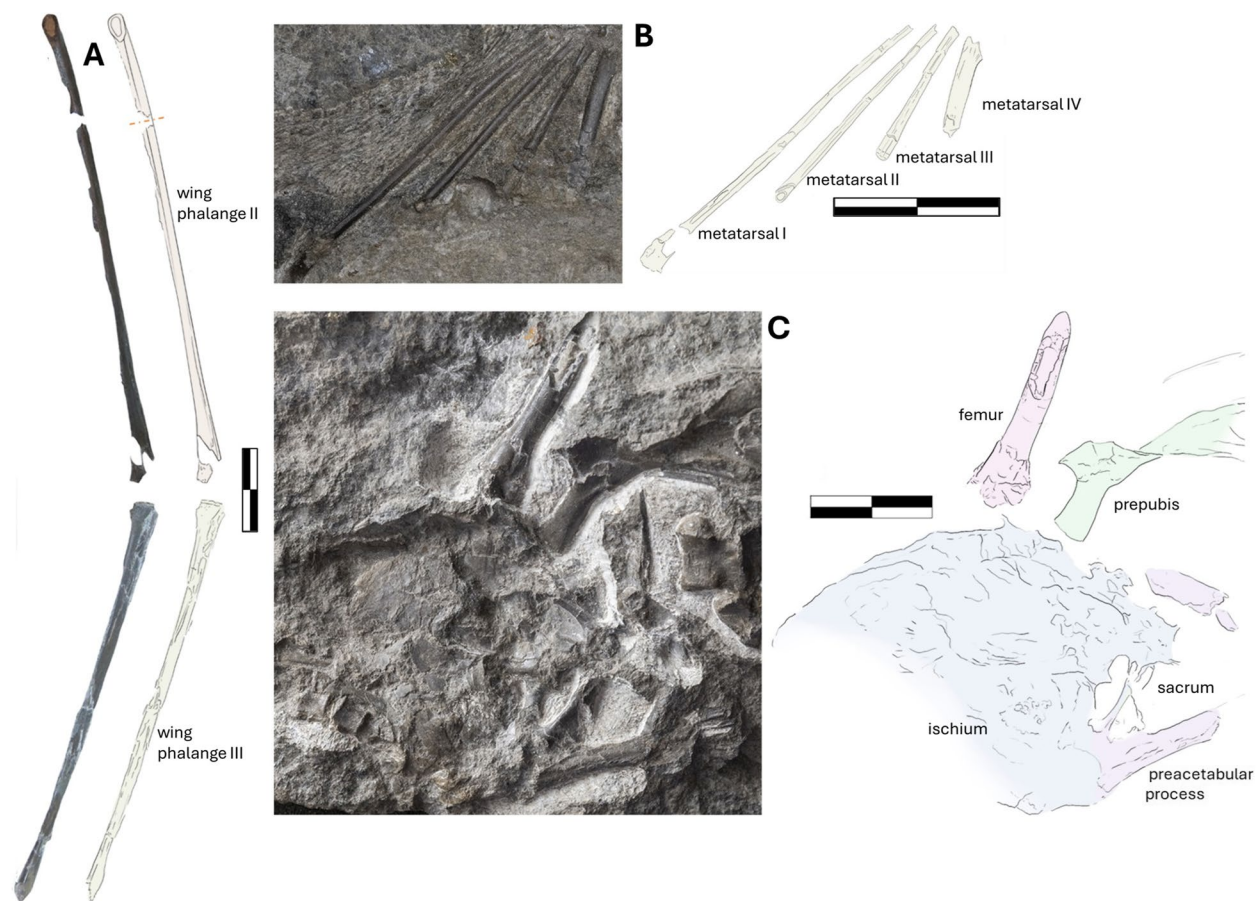 A
B
metatarsal IV
metatarsal III
metatarsal II
metatarsal I
wing
phalange II
C
femur
prepubis
sacrum
ischium
preacetabular
process
wing
phalange III